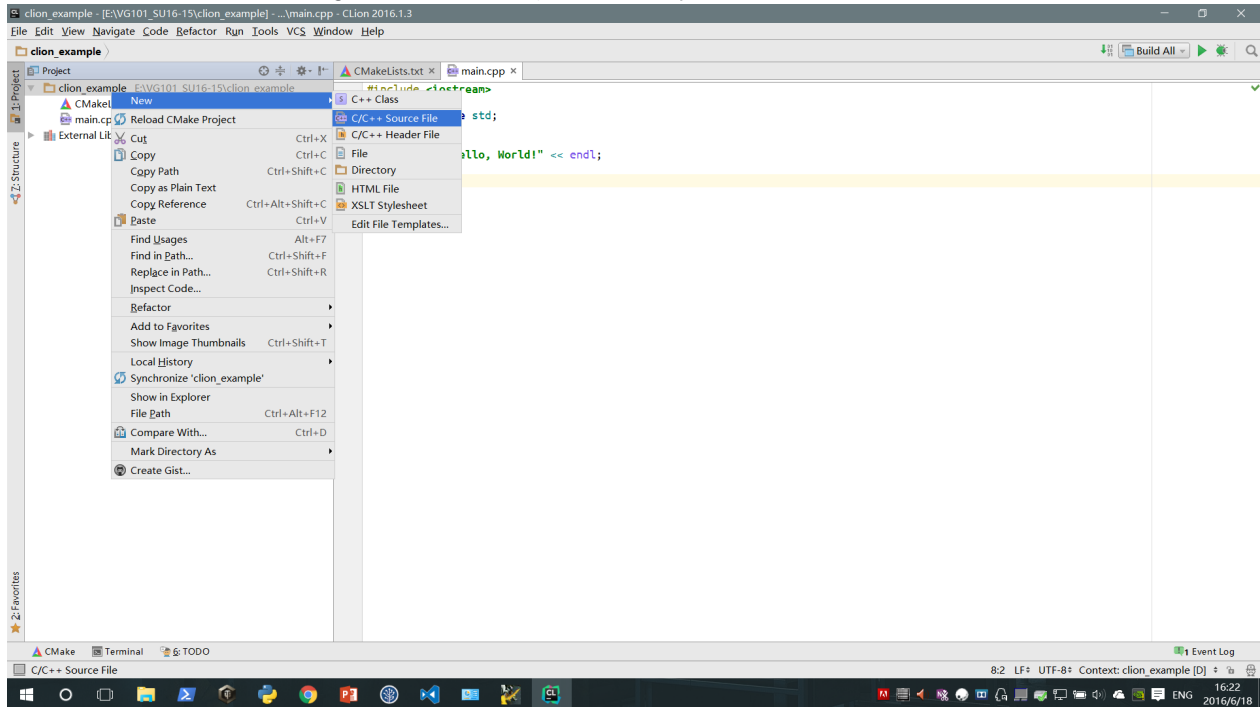 clion_example - [E:\VG101_SU16-15\clion_example] - ...\main.cpp - CLion 2016.1.3
File Edit View Navigate Code Refactor Run Tools VCS Window Help
clion_example
Build All
Project
CMakeLists.txt
main.cpp
1: Project
Z: Structure
2: Favorites
clion_example E:\VG101_SU16-15\clion_example
CMakeL
main.cp
External Lib
New
Reload CMake Project
Cut Ctrl+X
Copy Ctrl+C
Copy Path Ctrl+Shift+C
Copy as Plain Text
Copy Reference Ctrl+Alt+Shift+C
Paste Ctrl+V
Find Usages Alt+F7
Find in Path... Ctrl+Shift+F
Replace in Path... Ctrl+Shift+R
Inspect Code...
Refactor
Add to Favorites
Show Image Thumbnails Ctrl+Shift+T
Local History
Synchronize 'clion_example'
Show in Explorer
File Path Ctrl+Alt+F12
Compare With... Ctrl+D
Mark Directory As
Create Gist...
C++ Class
C/C++ Source File
C/C++ Header File
File
Directory
HTML File
XSLT Stylesheet
Edit File Templates...
#include <iostream>
std;
ello, World!" << endl;
CMake Terminal 6: TODO
1 Event Log
C/C++ Source File
8:2 LF UTF-8 Context: clion_example [D]
ENG 16:22
2016/6/18